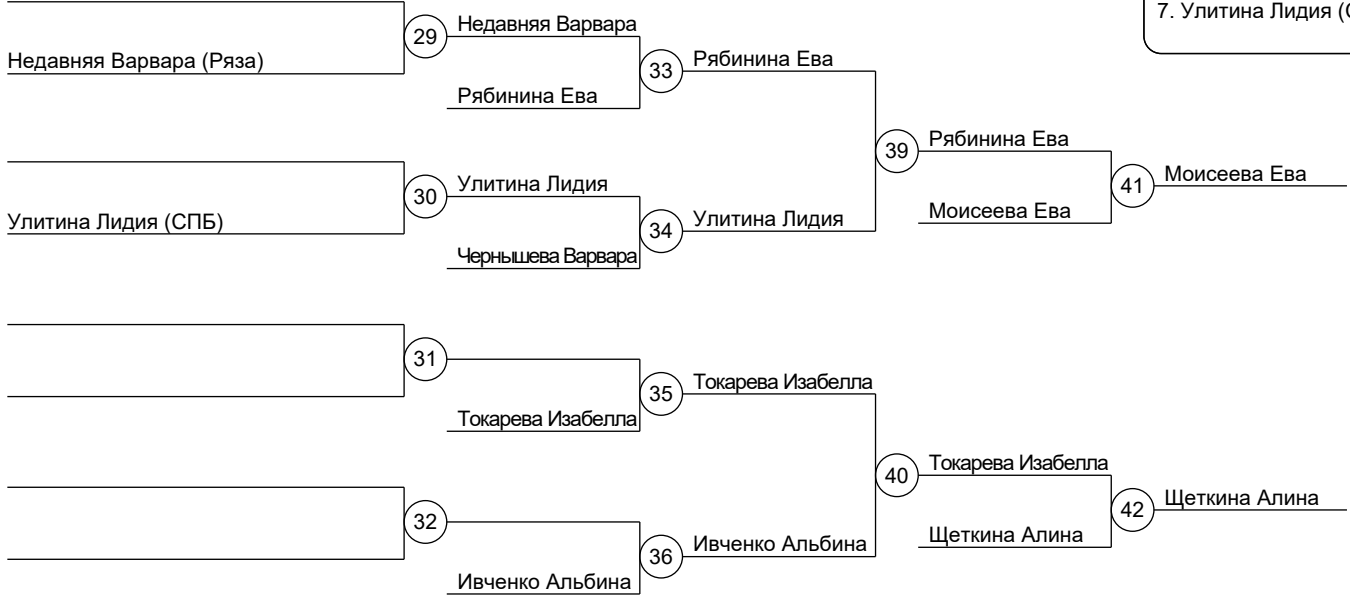 7. Улитина Лидия (
29
Недавняя Варвара
Недавняя Варвара (Ряза)
33
Рябинина Ева
Рябинина Ева
39
Рябинина Ева
30
Улитина Лидия
41
Моисеева Ева
Улитина Лидия (СПБ)
34
Улитина Лидия
Моисеева Ева
Чернышева Варвара
31
35
Токарева Изабелла
Токарева Изабелла
40
Токарева Изабелла
32
42
Щеткина Алина
36
Ивченко Альбина
Щеткина Алина
Ивченко Альбина